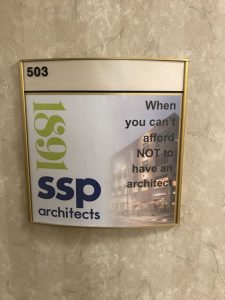 503
1891
ssp
architects
When
you can't
afford
NOT to
have an
architect